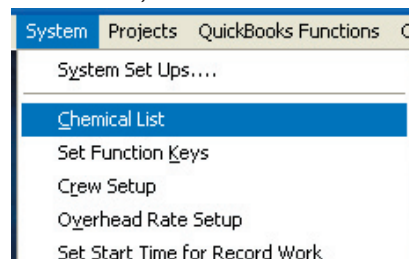 System Projects QuickBooks Functions
System Set Ups....
Chemical List
Set Function Keys
Crew Setup
Overhead Rate Setup
Set Start Time for Record Work